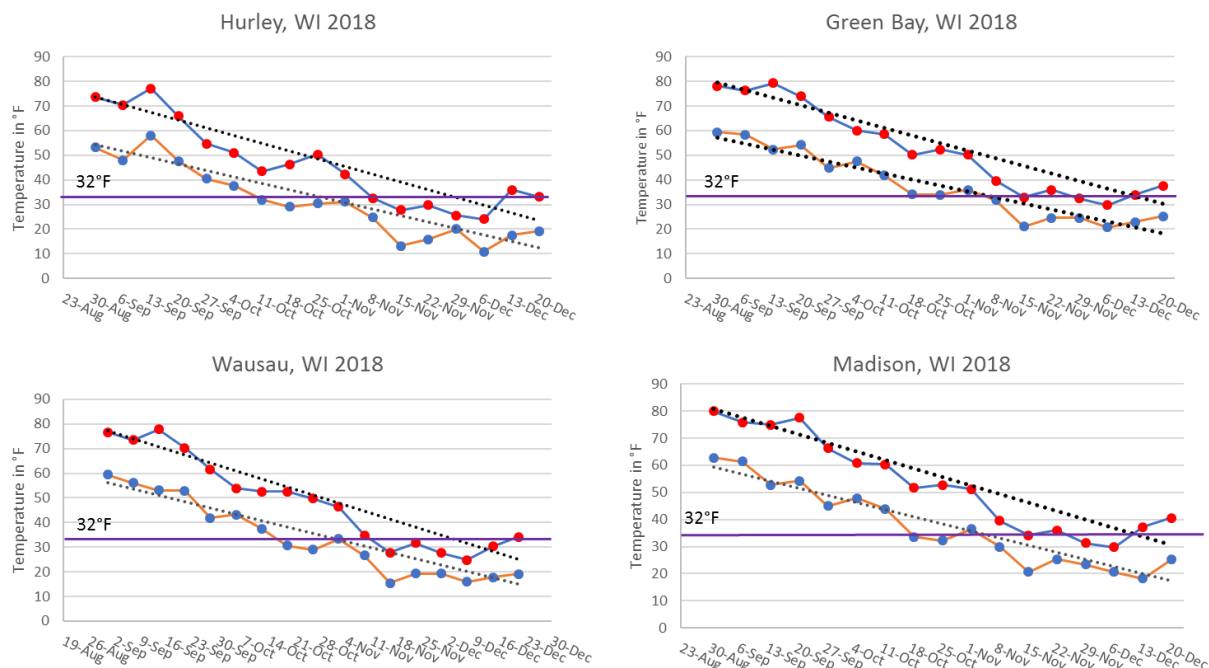 Hurley, WI 2018
Temperature in °F
90
80
70
60
50
40
30
20
10
0
32°F
23-Aug
30-Aug
6-Sep
13-Sep
20-Sep
27-Sep
4-Oct
11-Oct
18-Oct
25-Oct
1-Nov
8-Nov
15-Nov
22-Nov
29-Nov
6-Dec
13-Dec
20-Dec
Green Bay, WI 2018
Temperature in °F
90
80
70
60
50
40
30
20
10
0
32°F
23-Aug
30-Aug
6-Sep
13-Sep
20-Sep
27-Sep
4-Oct
11-Oct
18-Oct
25-Oct
1-Nov
8-Nov
15-Nov
22-Nov
29-Nov
6-Dec
13-Dec
20-Dec
Wausau, WI 2018
Temperature in °F
90
80
70
60
50
40
30
20
10
0
32°F
19-Aug
26-Aug
2-Sep
9-Sep
16-Sep
23-Sep
30-Sep
7-Oct
14-Oct
21-Oct
28-Oct
4-Nov
11-Nov
18-Nov
25-Nov
2-Dec
9-Dec
16-Dec
23-Dec
30-Dec
Madison, WI 2018
Temperature in °F
90
80
70
60
50
40
30
20
10
0
32°F
23-Aug
30-Aug
6-Sep
13-Sep
20-Sep
27-Sep
4-Oct
11-Oct
18-Oct
25-Oct
1-Nov
8-Nov
15-Nov
22-Nov
29-Nov
6-Dec
13-Dec
20-Dec